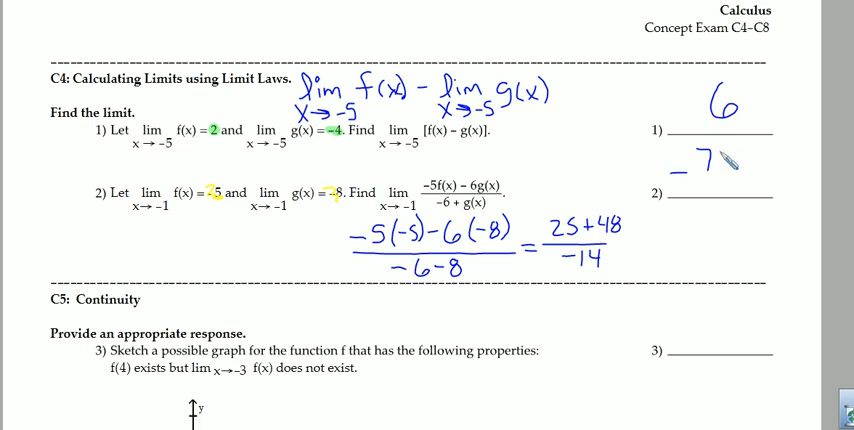 Calculus
Concept Exam C4-C8
C4: Calculating Limits using Limit Laws.
lim f(x) - lim g(x)
x→-5 x→-5
Find the limit.
1) Let lim f(x) = 2 and lim g(x) = -4. Find lim [f(x) - g(x)]. 1) 6
x→ -5 x→ -5 x→ -5
2) Let lim f(x) = -5 and lim g(x) = -8. Find lim -5f(x) - 6g(x) / -6 + g(x). 2) -7
x→ -1 x→ -1 x→ -1
-5(-5)-6(-8) / -6-8 = 25+48 / -14
C5: Continuity
Provide an appropriate response.
3) Sketch a possible graph for the function f that has the following properties: 3)
f(4) exists but lim x→-3 f(x) does not exist.
y